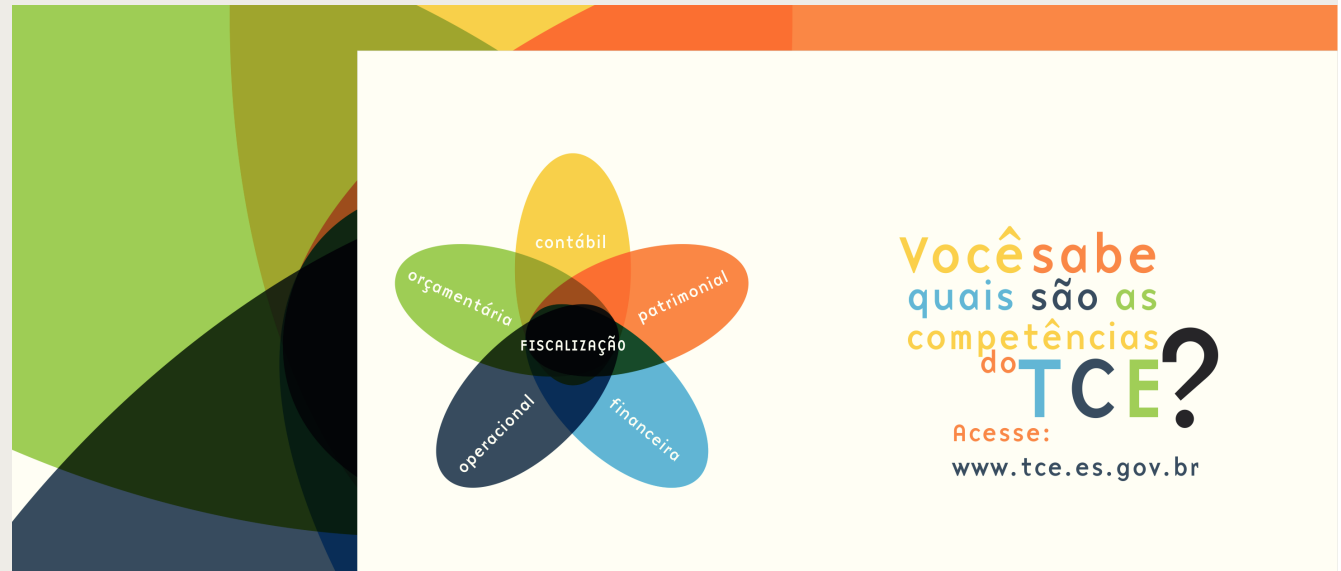 contábil
orçamentária
patrimonial
FISCALIZAÇÃO
operacional
financeira
Você sabe
quais são as
competências
do TCE?
Acesse:
www.tce.es.gov.br